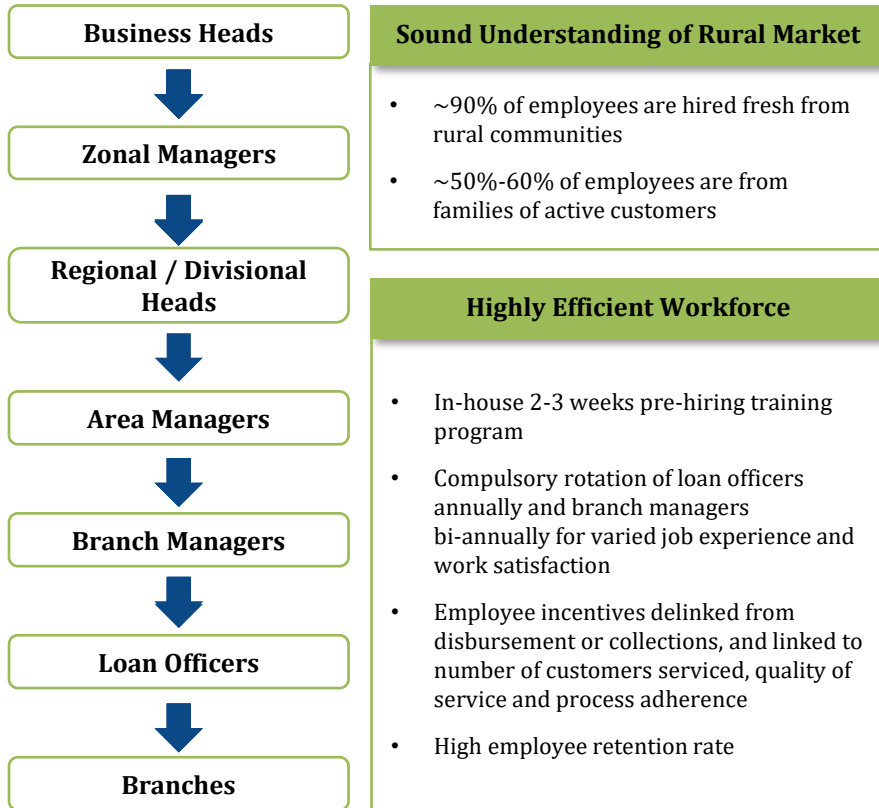 Business Heads
Zonal Managers
Regional / Divisional
Heads
Area Managers
Branch Managers
Loan Officers
Branches
Sound Understanding of Rural Market
• ~90% of employees are hired fresh from
rural communities
• ~50%-60% of employees are from
families of active customers
Highly Efficient Workforce
• In-house 2-3 weeks pre-hiring training
program
• Compulsory rotation of loan officers
annually and branch managers
bi-annually for varied job experience and
work satisfaction
• Employee incentives delinked from
disbursement or collections, and linked to
number of customers serviced, quality of
service and process adherence
• High employee retention rate